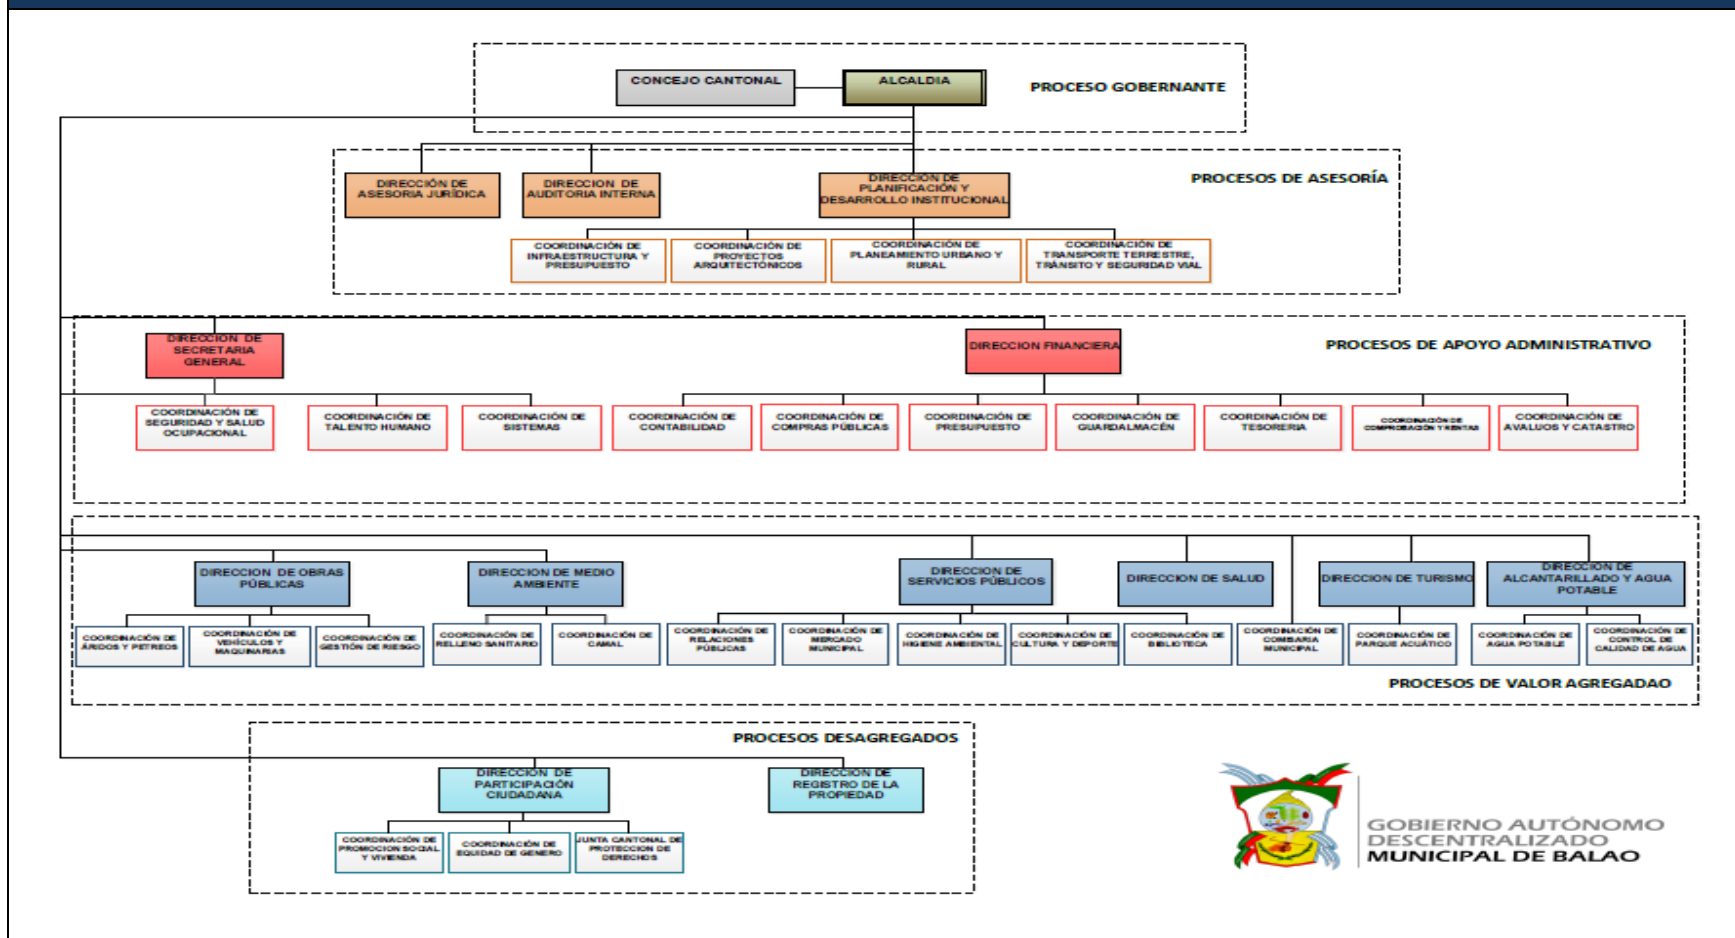 CONCEJO CANTONAL
ALCALDIA
PROCESO GOBERNANTE
PROCESOS DE ASESORÍA
DIRECCIÓN DE
ASESORIA JURÍDICA
DIRECCION DE
AUDITORIA INTERNA
DIRECCIÓN DE
PLANIFICACIÓN Y
DESARROLLO INSTITUCIONAL
COORDINACIÓN DE
INFRAESTRUCTURA Y
PRESUPUESTO
COORDINACIÓN DE
PROYECTOS
ARQUITECTÓNICOS
COORDINACIÓN DE
PLANEAMIENTO URBANO Y
RURAL
COORDINACIÓN DE
TRANSPORTE TERRESTRE,
TRÁNSITO Y SEGURIDAD VIAL
DIRECCION DE
SECRETARIA
GENERAL
DIRECCION FINANCIERA
PROCESOS DE APOYO ADMINISTRATIVO
COORDINACIÓN DE
SEGURIDAD Y SALUD
OCUPACIONAL
COORDINACIÓN DE
TALENTO HUMANO
COORDINACIÓN DE
SISTEMAS
COORDINACIÓN DE
CONTABILIDAD
COORDINACIÓN DE
COMPRAS PÚBLICAS
COORDINACIÓN DE
PRESUPUESTO
COORDINACIÓN DE
GUARDALMACÉN
COORDINACIÓN DE
TESORERIA
COORDINACIÓN DE
COMPROBACIÓN Y RENTAS
COORDINACIÓN DE
AVALUOS Y CATASTRO
DIRECCION DE OBRAS
PÚBLICAS
DIRECCION DE MEDIO
AMBIENTE
DIRECCION DE
SERVICIOS PÚBLICOS
DIRECCION DE SALUD
DIRECCION DE TURISMO
DIRECCION DE
ALCANTARILLADO Y AGUA
POTABLE
COORDINACIÓN DE
ÁRIDOS Y PETREOS
COORDINACIÓN DE
VEHÍCULOS Y
MAQUINARIAS
COORDINACIÓN DE
GESTIÓN DE RIESGO
COORDINACIÓN DE
RELLENO SANITARIO
COORDINACIÓN DE
CAMAL
COORDINACIÓN DE
RELACIONES
PÚBLICAS
COORDINACIÓN DE
MERCADO
MUNICIPAL
COORDINACIÓN DE
HIGIENE AMBIENTAL
COORDINACIÓN DE
CULTURA Y DEPORTE
COORDINACIÓN DE
BIBLIOTECA
COORDINACIÓN DE
COMISARIA
MUNICIPAL
COORDINACIÓN DE
PARQUE ACUÁTICO
COORDINACIÓN DE
AGUA POTABLE
COORDINACIÓN DE
CONTROL DE
CALIDAD DE AGUA
PROCESOS DE VALOR AGREGADAO
PROCESOS DESAGREGADOS
DIRECCION DE
PARTICIPACIÓN
CIUDADANA
DIRECCION DE
REGISTRO DE LA
PROPIEDAD
COORDINACIÓN DE
PROMOCION SOCIAL
Y VIVIENDA
COORDINACIÓN DE
EQUIDAD DE GENERO
JUNTA CANTONAL DE
PROTECCION DE
DERECHOS
GOBIERNO AUTÓNOMO
DESCENTRALIZADO
MUNICIPAL DE BALAO